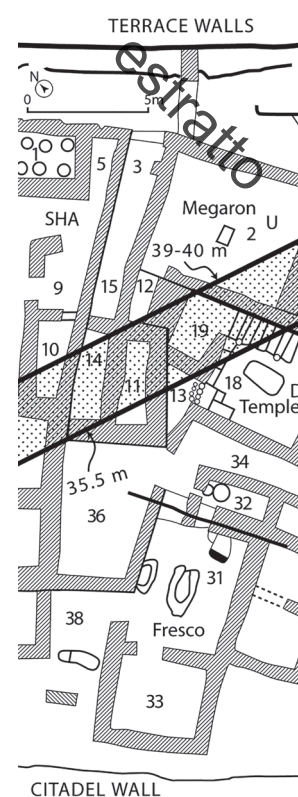 TERRACE WALLS
estratto
N
0 5m
1
5
3
Megaron
U
2
SHA
39-40 m
9
15
12
19
10
14
11
13
18
D
Temple
34
35.5 m
32
36
31
38
Fresco
33
CITADEL WALL